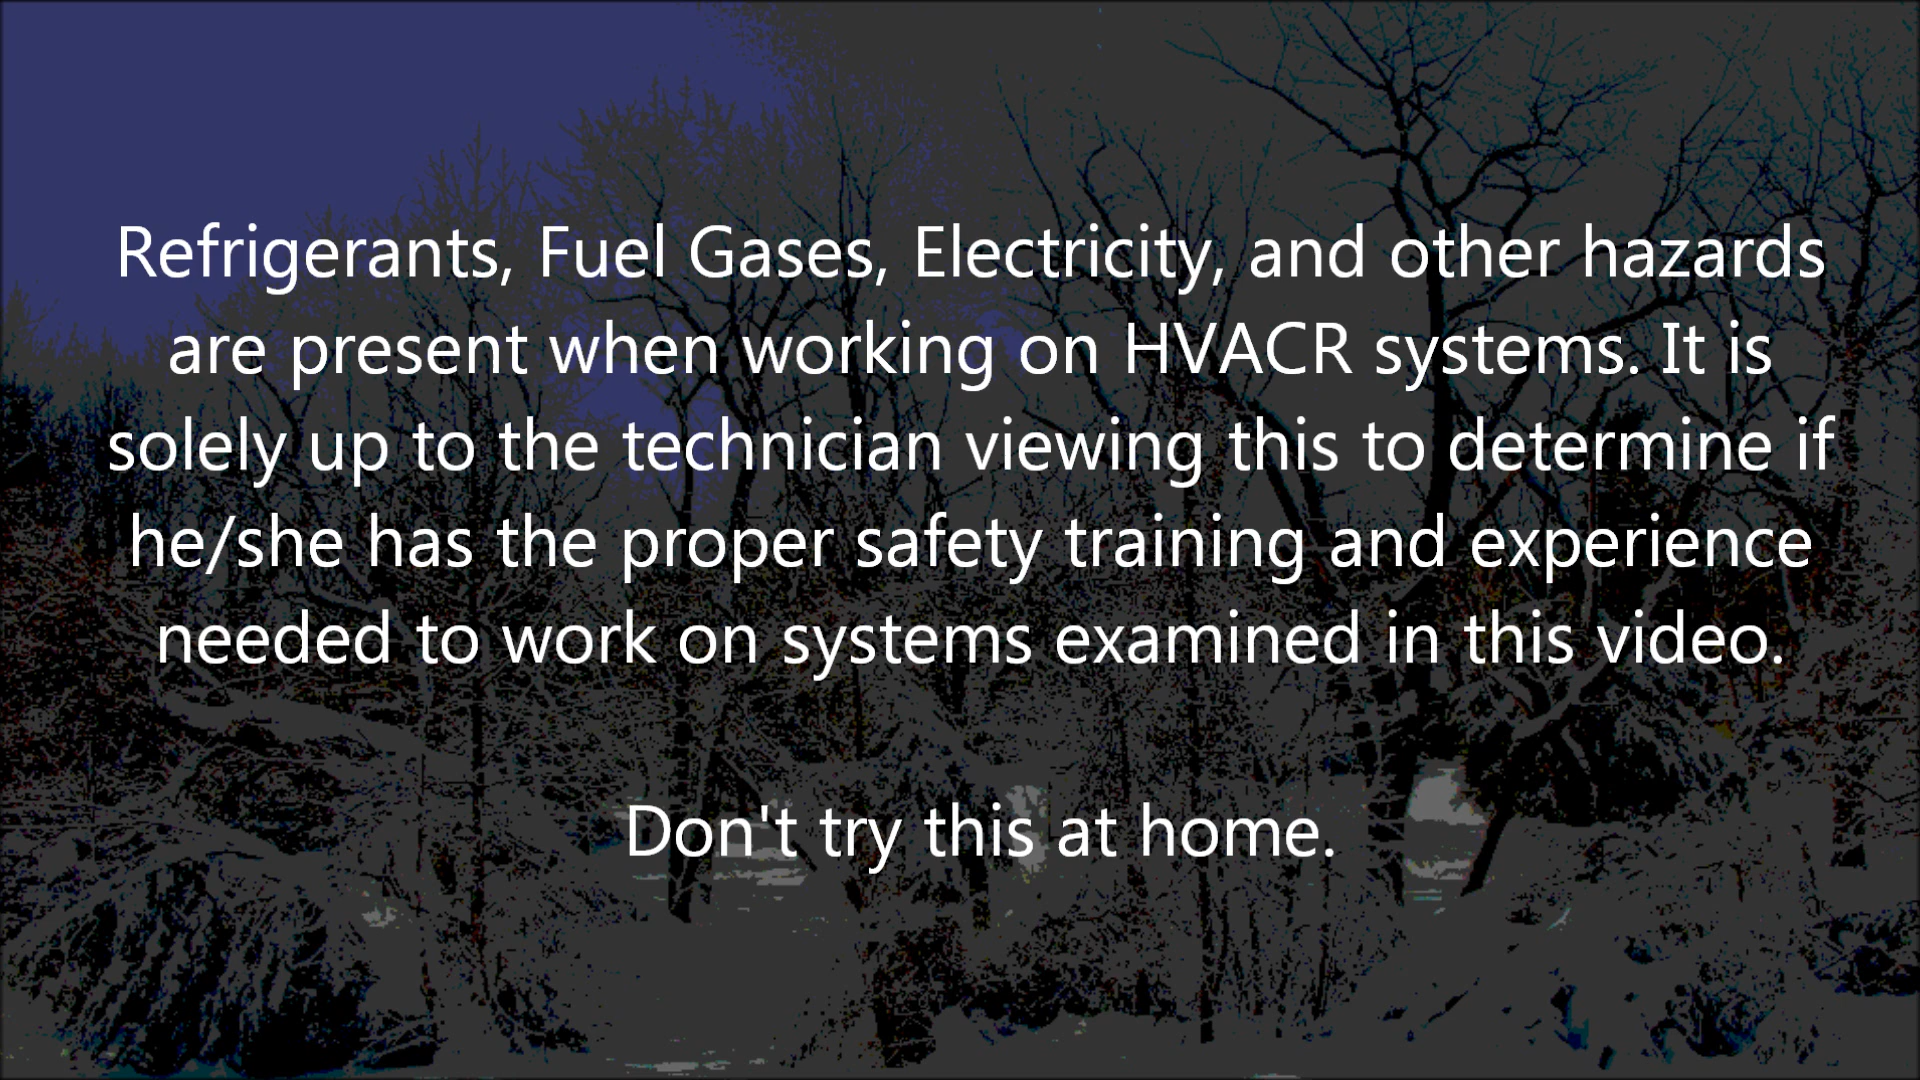 Refrigerants, Fuel Gases, Electricity, and other hazards
are present when working on HVACR systems. It is
solely up to the technician viewing this to determine if
he/she has the proper safety training and experience
needed to work on systems examined in this video.
Don't try this at home.